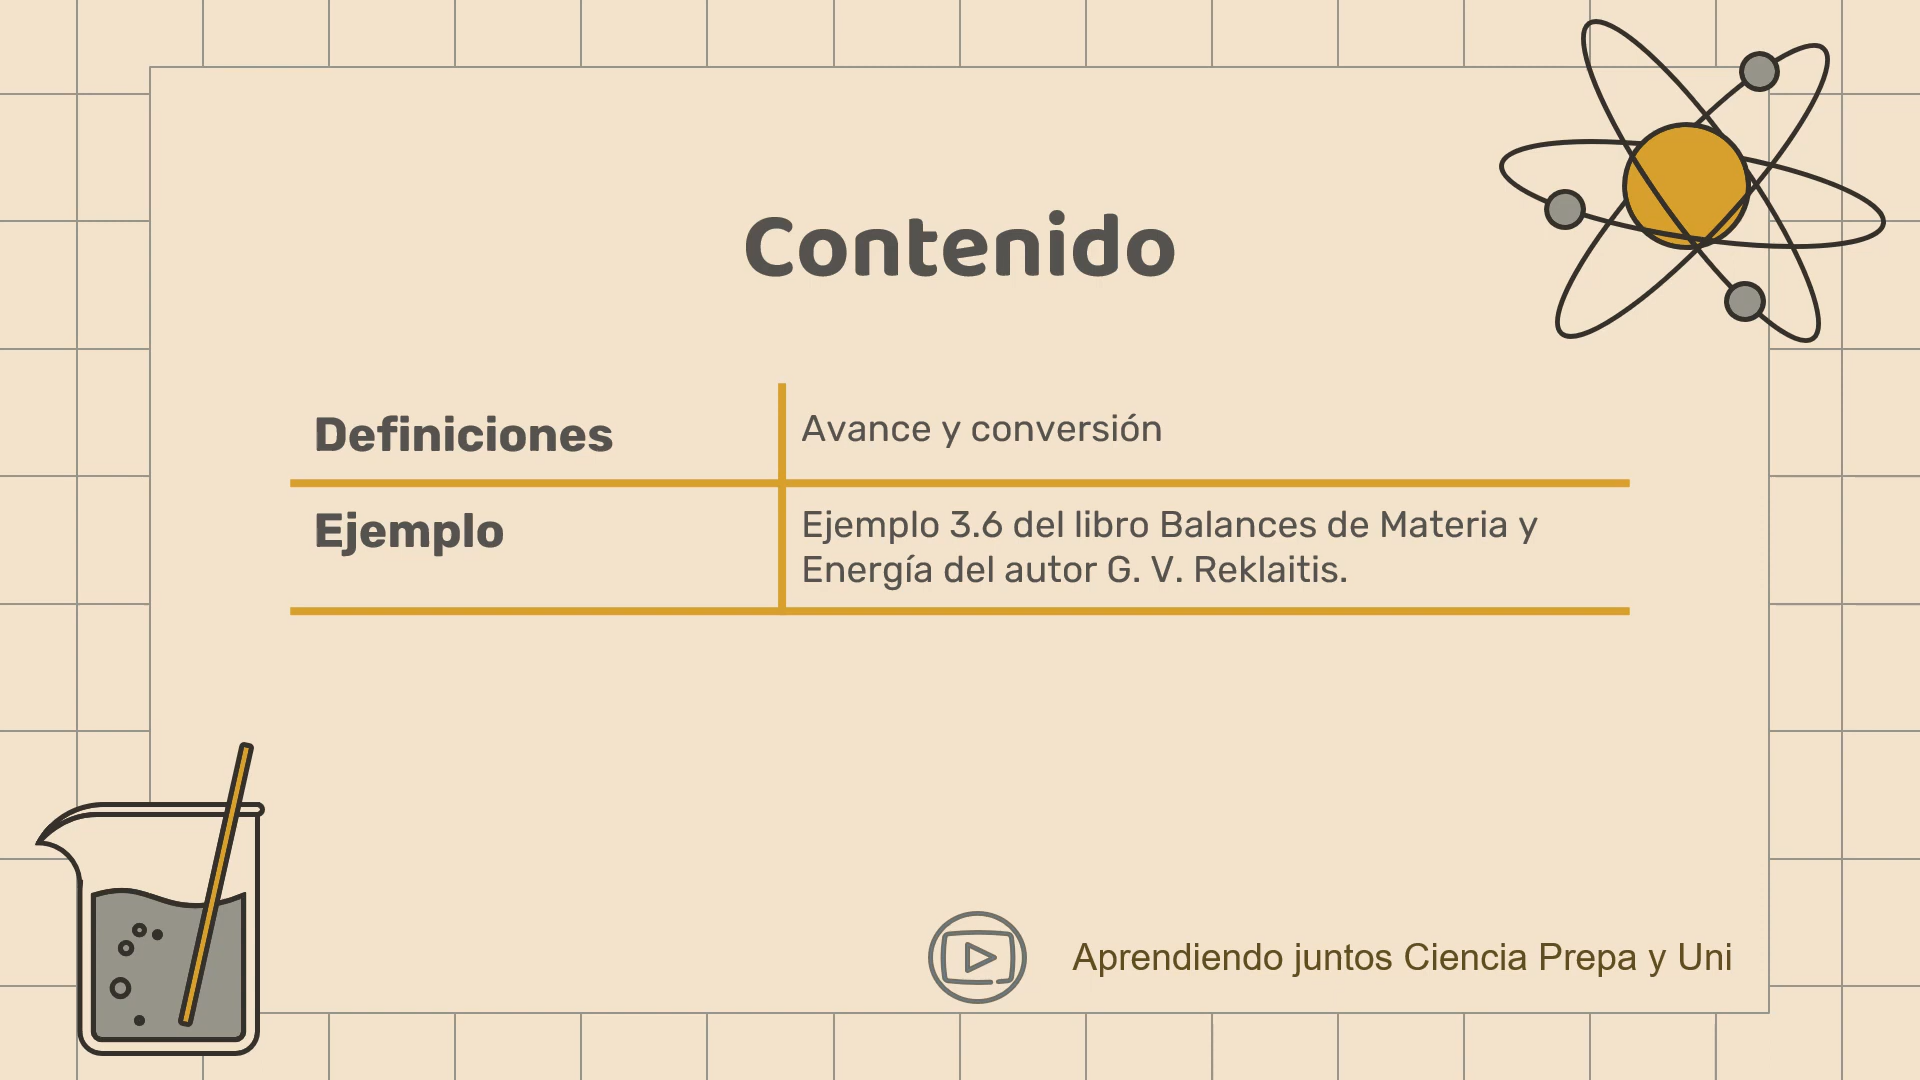 Contenido
Definiciones
Avance y conversión
Ejemplo
Ejemplo 3.6 del libro Balances de Materia y
Energía del autor G. V. Reklaitis.
Aprendiendo juntos Ciencia Prepa y Uni